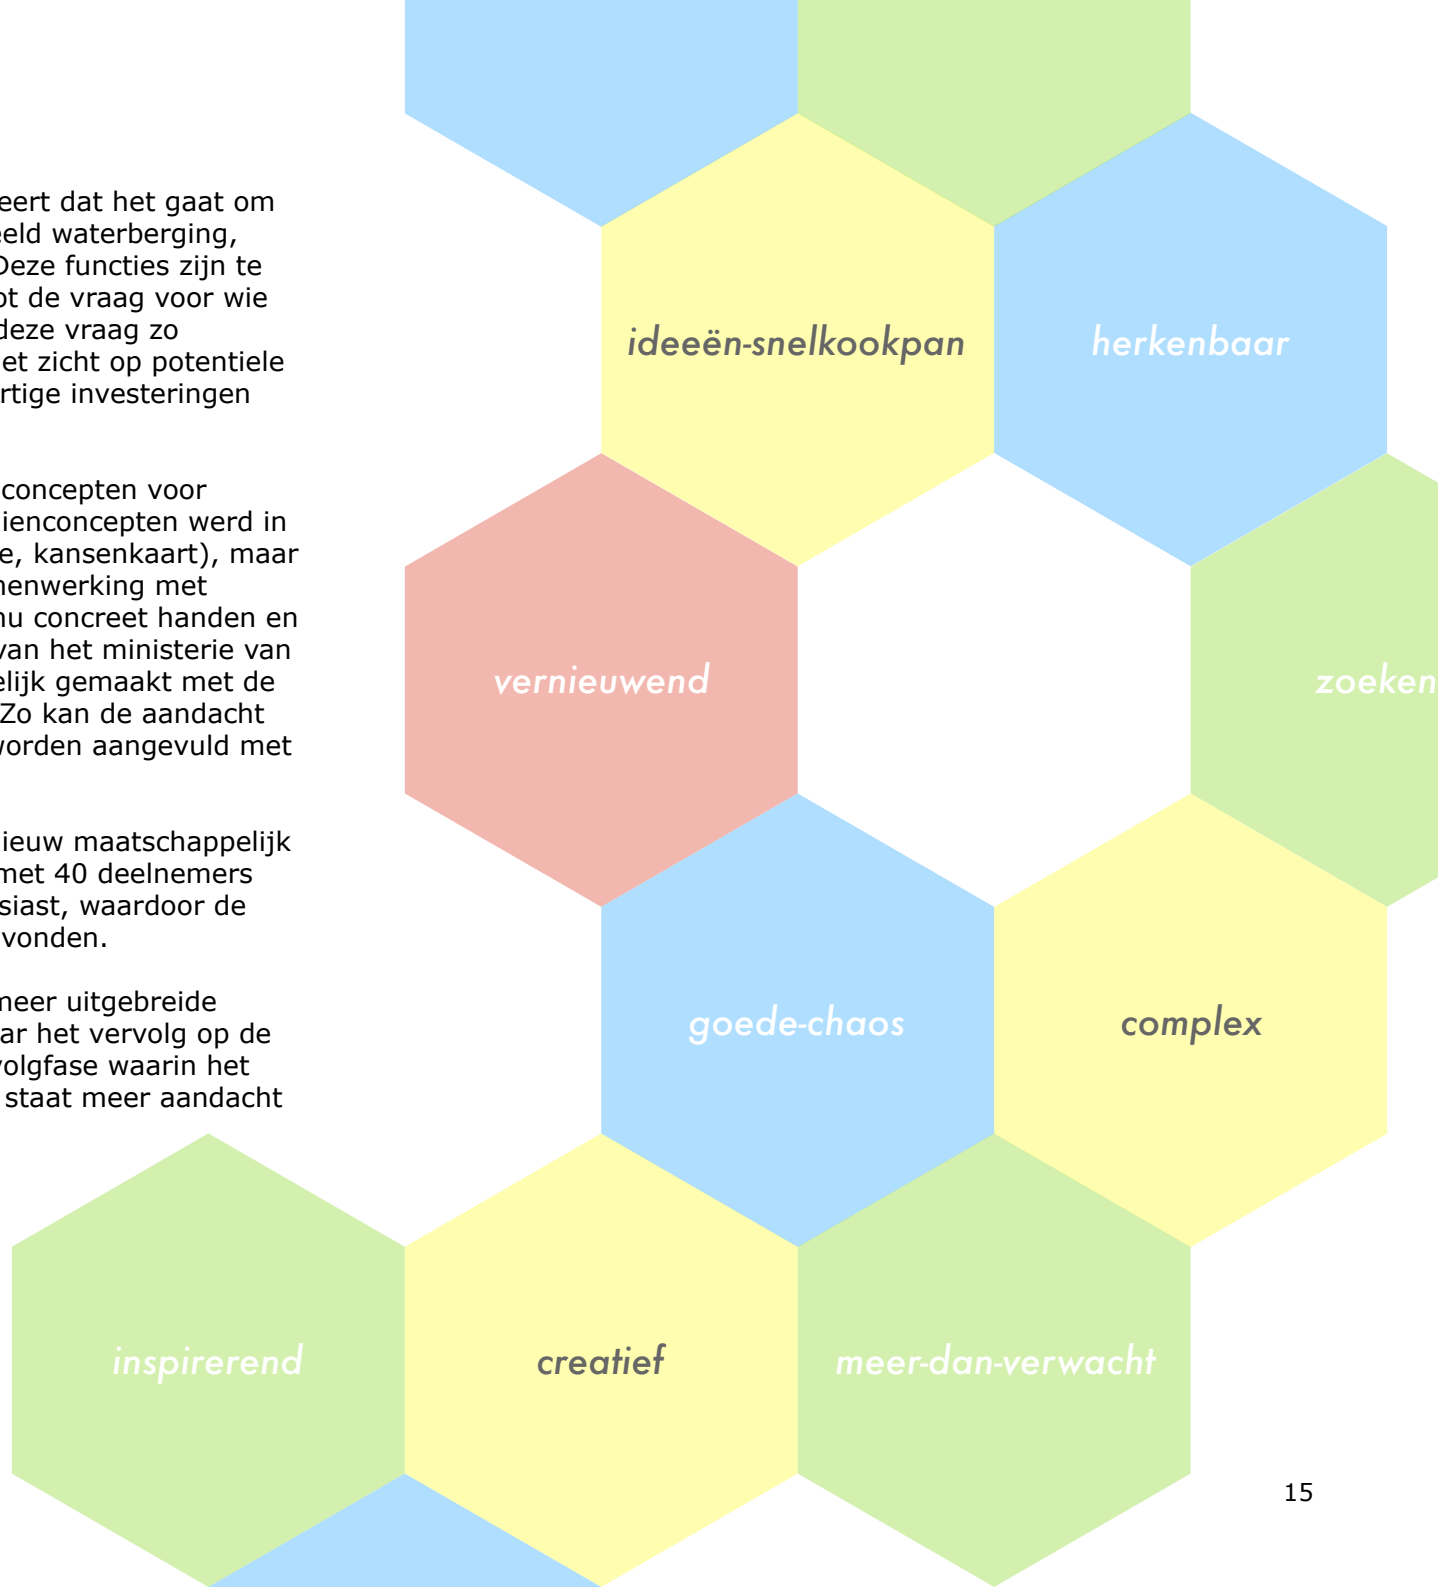 eert dat het gaat om
eeld waterberging,
Deze functies zijn te
ot de vraag voor wie
deze vraag zo
et zicht op potentiele
rtige investeringen
concepten voor
ienconcepten werd in
e, kansenkaart), maar
menwerking met
nu concreet handen en
van het ministerie van
elijk gemaakt met de
Zo kan de aandacht
worden aangevuld met
nieuw maatschappelijk
met 40 deelnemers
siast, waardoor de
vonden.
meer uitgebreide
ar het vervolg op de
volgfase waarin het
staat meer aandacht
ideeën-snelkookpan
herkenbaar
vernieuwend
zoeken
goede-chaos
complex
inspirerend
creatief
meer-dan-verwacht
15